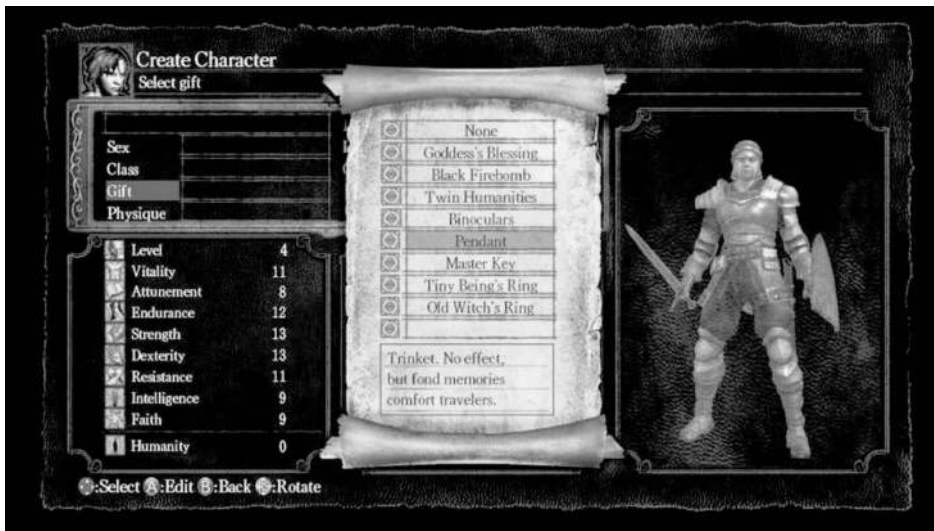 Create Character
Select gift
Sex
Class
Gift
Physique
Level 4
Vitality 11
Attunement 8
Endurance 12
Strength 13
Dexterity 13
Resistance 11
Intelligence 9
Faith 9
Humanity 0
None
Goddess's Blessing
Black Firebomb
Twin Humanities
Binoculars
Pendant
Master Key
Tiny Being's Ring
Old Witch's Ring
Trinket. No effect,
but fond memories
comfort travelers.
:Select A:Edit B:Back R:Rotate